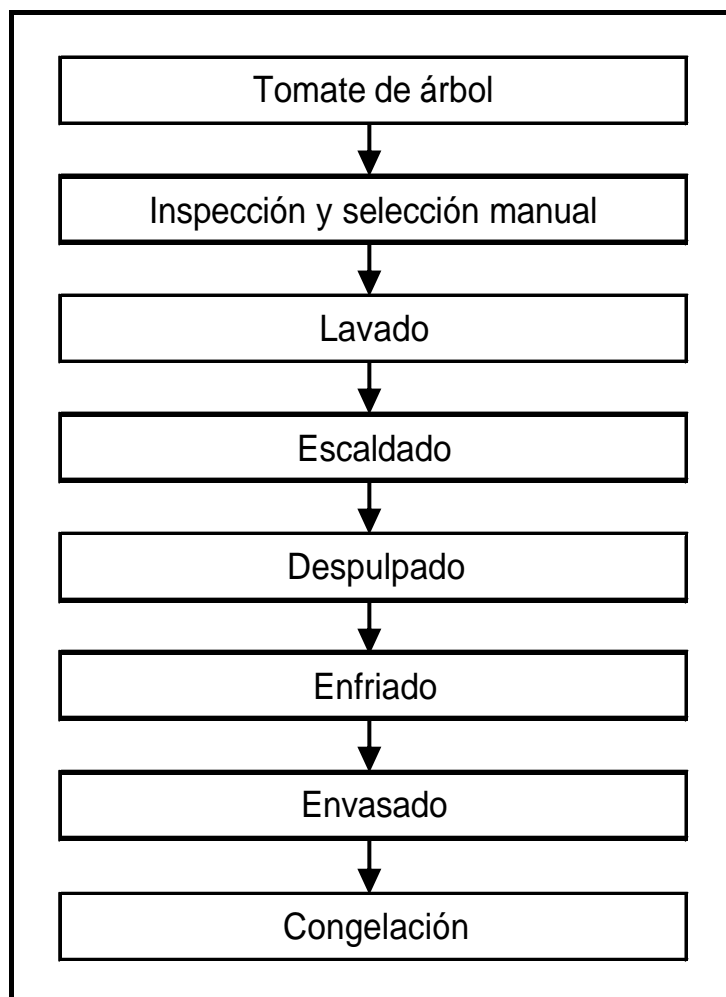 Tomate de árbol
Inspección y selección manual
Lavado
Escaldado
Despulpado
Enfriado
Envasado
Congelación